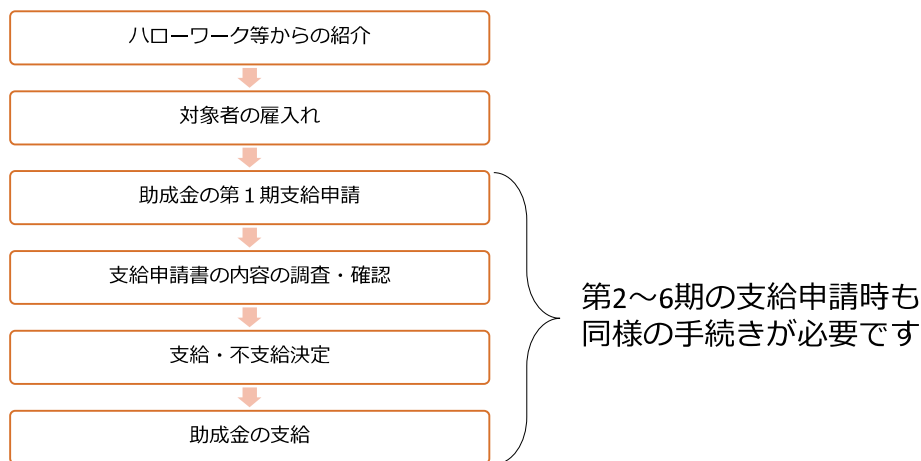 ハローワーク等からの紹介
対象者の雇入れ
助成金の第１期支給申請
支給申請書の内容の調査・確認
支給・不支給決定
助成金の支給
第2～6期の支給申請時も
同様の手続きが必要です